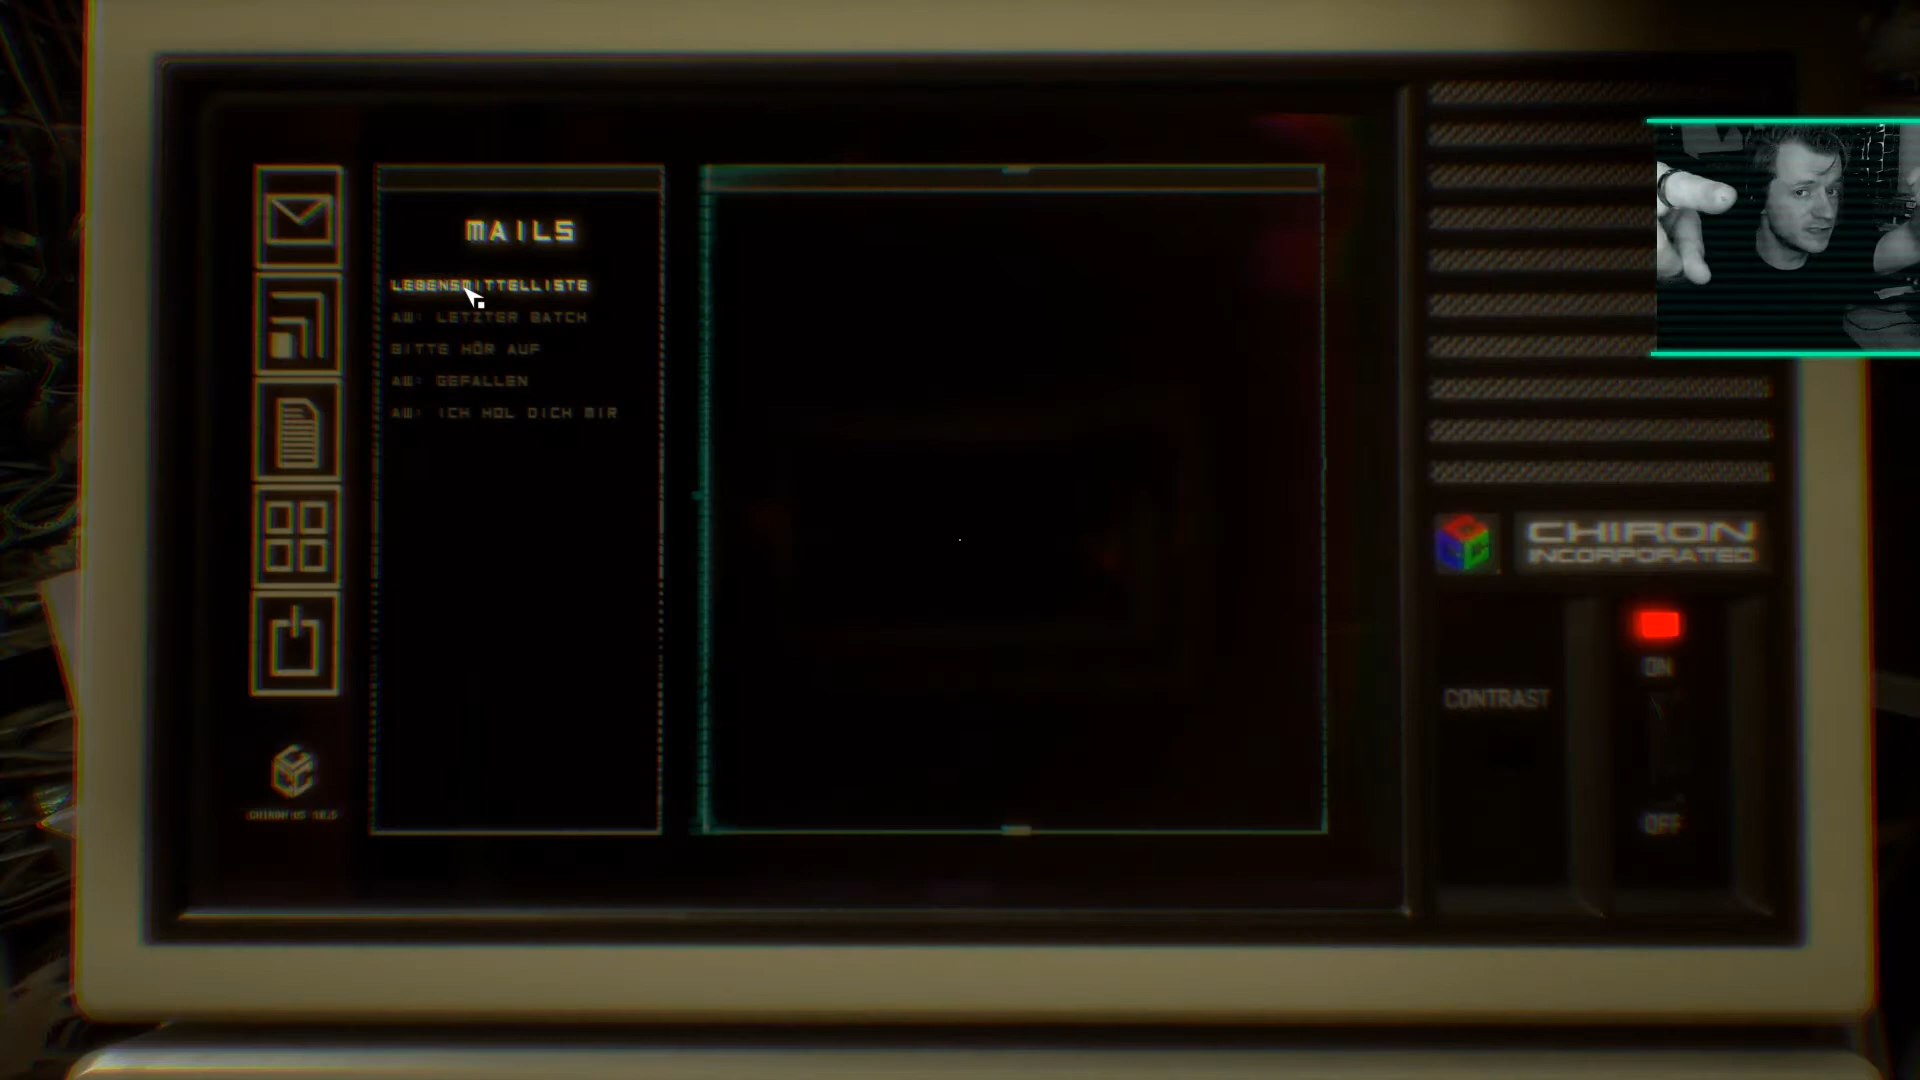 MAILS
LEBENSMITTELLISTE
AW: LETZTER BATCH
BITTE HÖR AUF
AW: GEFALLEN
AW: ICH HOL DICH MIR
CHIRON
INCORPORATED
ON
CONTRAST
OFF